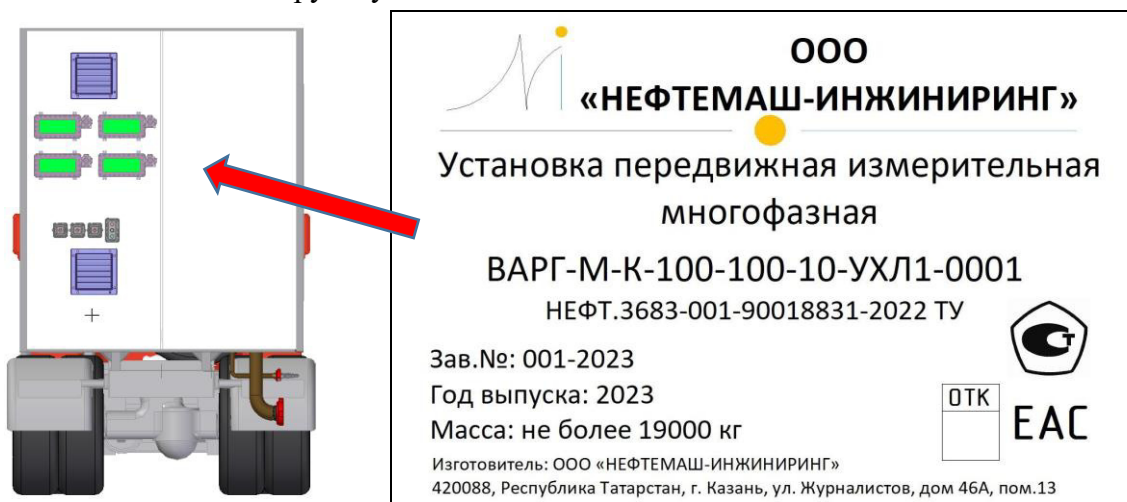 ООО
«НЕФТЕМАШ-ИНЖИНИРИНГ»
Установка передвижная измерительная
многофазная
ВАРГ-М-К-100-100-10-УХЛ1-0001
НЕФТ.3683-001-90018831-2022 ТУ
Зав.№: 001-2023
Год выпуска: 2023
Масса: не более 19000 кг
ОТК
ЕАС
Изготовитель: ООО «НЕФТЕМАШ-ИНЖИНИРИНГ»
420088, Республика Татарстан, г. Казань, ул. Журналистов, дом 46А, пом.13